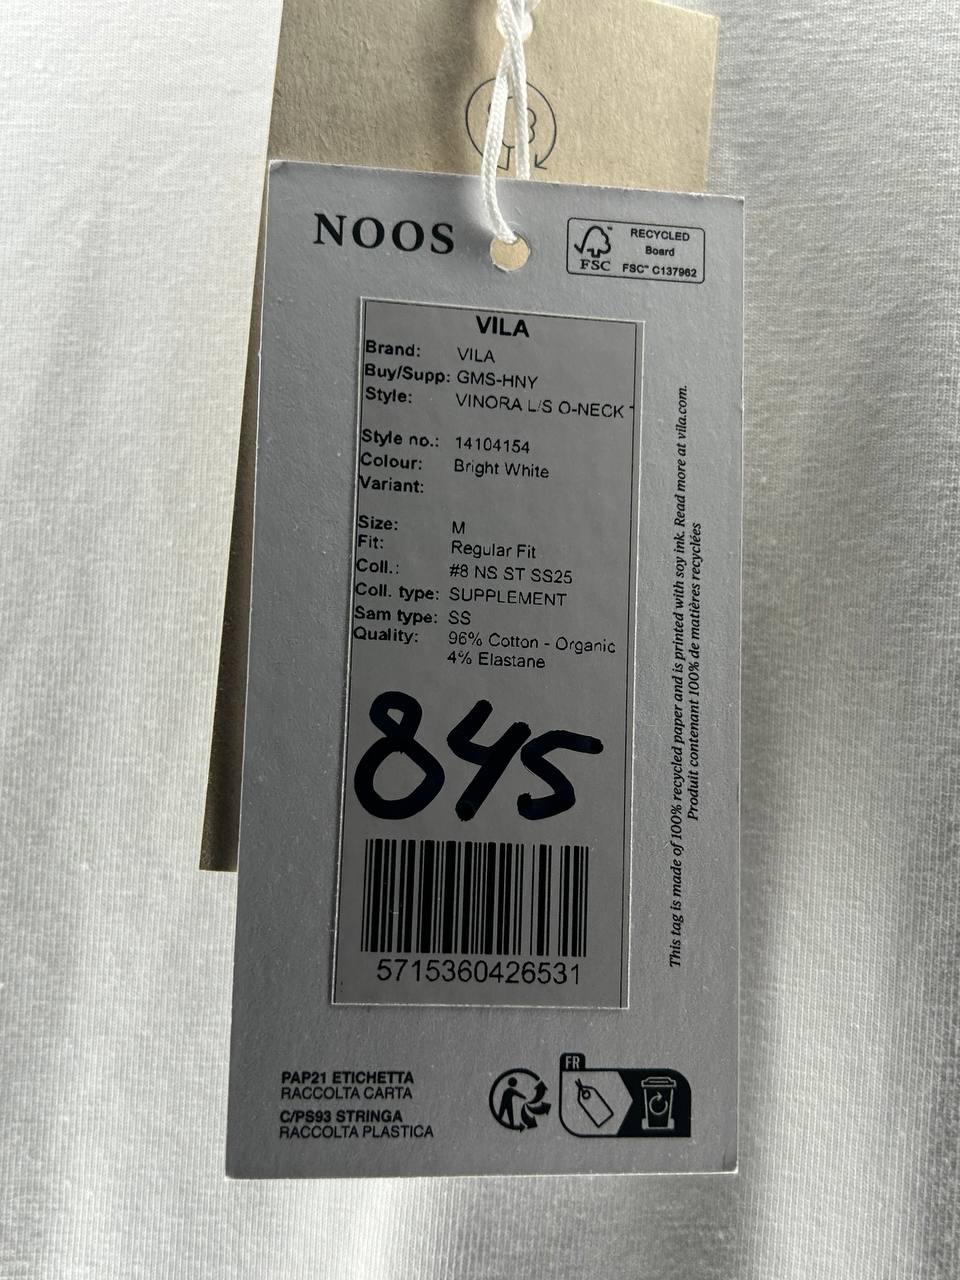 NOOS
RECYCLED
Board
FSC™ C137962
FSC
VILA
Brand: VILA
Buy/Supp: GMS-HNY
Style: VINORA L/S O-NECK
Style no.: 14104154
Colour: Bright White
Variant:
Size: M
Fit: Regular Fit
Coll.: #8 NS ST SS25
Coll. type: SUPPLEMENT
Sam type: SS
Quality: 96% Cotton - Organic
4% Elastane
845
5715360426531
This tag is made of 100% recycled paper and is printed with soy ink. Read more at vila.com.
Produit contenant 100% de matières recyclées
PAP21 ETICHETTA
RACCOLTA CARTA
C/PS93 STRINGA
RACCOLTA PLASTICA
FR